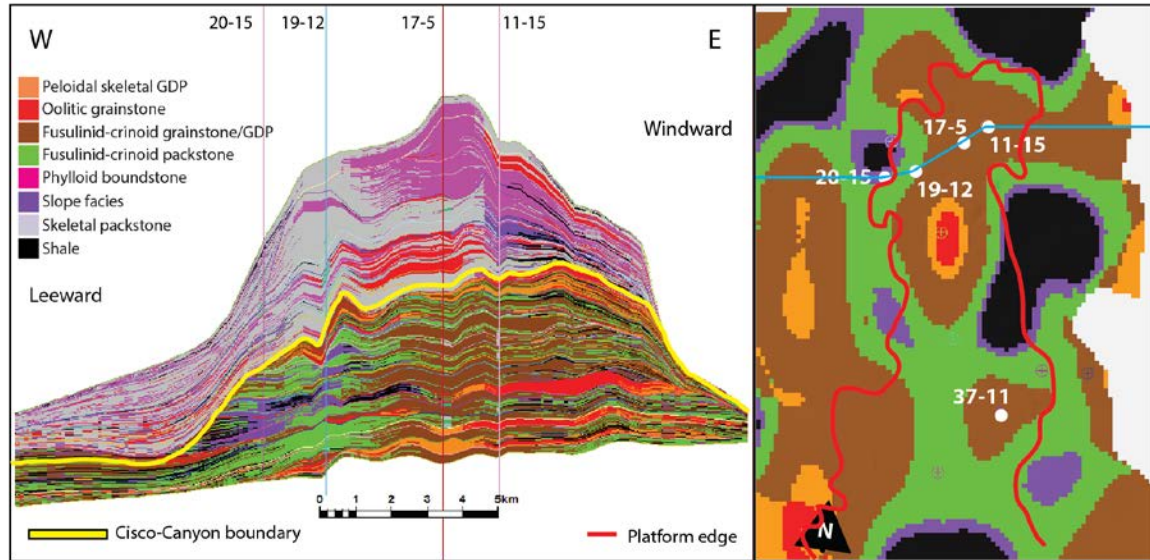 20-15 19-12 17-5 11-15
W E
Peloidal skeletal GDP
Oolitic grainstone
Fusulinid-crinoid grainstone/GDP
Fusulinid-crinoid packstone
Phylloid boundstone
Slope facies
Skeletal packstone
Shale
Windward
Leeward
0 1 2 3 4 5km
Cisco-Canyon boundary
Platform edge
17-5
11-15
20-15
19-12
37-11
N